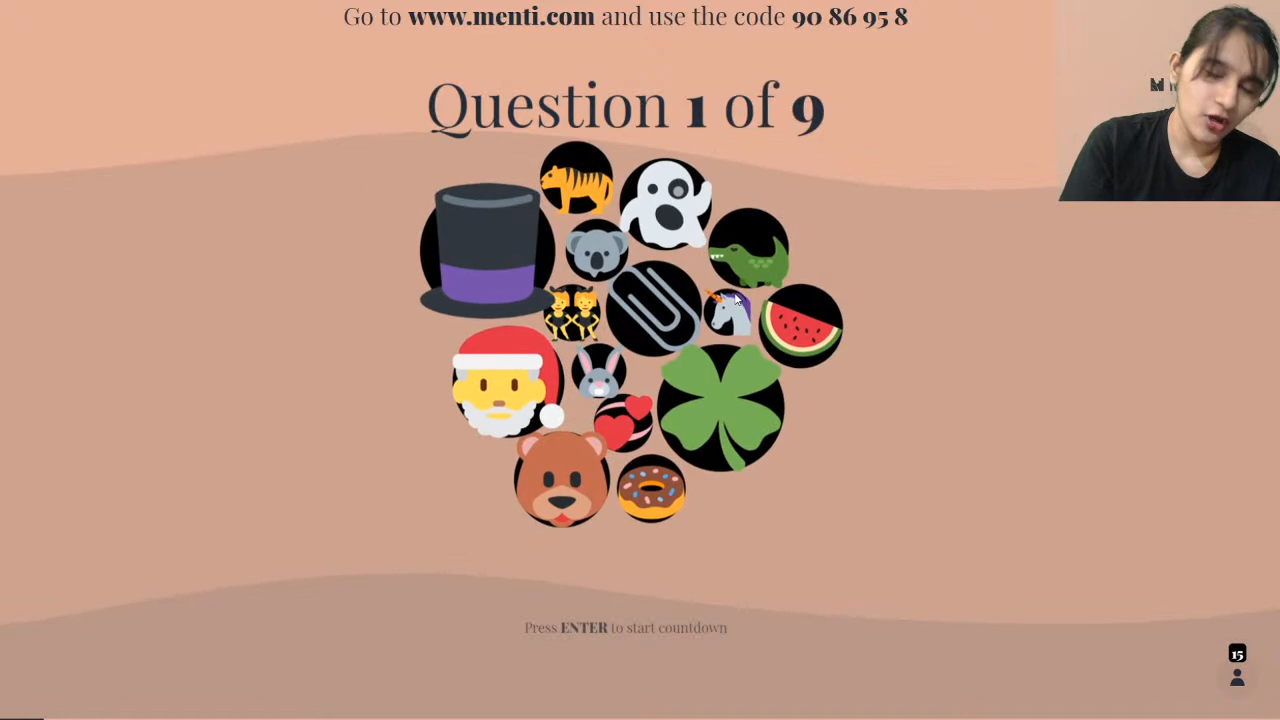 Go to www.menti.com and use the code 90 86 95 8
Question 1 of 9
Press ENTER to start countdown
15